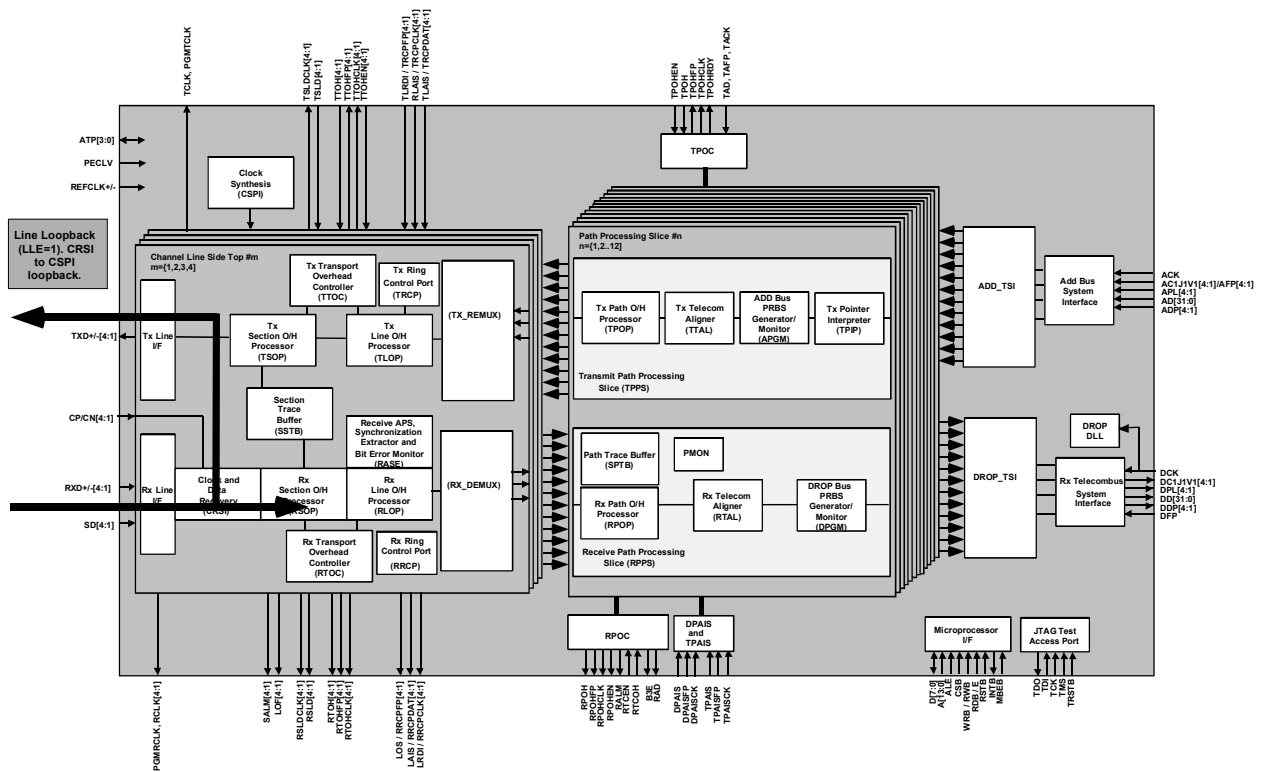 TCLK, PGMTCLK
TSLDCLK[4:1]
TSLD[4:1]
TTOH[4:1]
TTOHFP[4:1]
TTOHCLK[4:1]
TTOHEN[4:1]
TLRDI / TRCPFP[4:1]
RLAIS / TRCPCLK[4:1]
TLAIS / TRCPDAT[4:1]
TPOHEN
TPOH
TPOHFP
TPOHCLK
TPOHRDY
TAD, TAFP, TACK
ATP[3:0]
PECLV
REFCLK+/-
Clock
Synthesis
(CSPI)
TPOC
Line Loopback
(LLE=1). CRSI
to CSPI
loopback.
Channel Line Side Top #m
m={1,2,3,4]
Tx Transport
Overhead
Controller
(TTOC)
Tx Ring
Control Port
(TRCP)
(TX_REMUX)
Tx Line
I/F
Tx
Section O/H
Processor
(TSOP)
Tx
Line O/H
Processor
(TLOP)
TXD+/-[4:1]
Section
Trace
Buffer
(SSTB)
CP/CN[4:1]
Receive APS,
Synchronization
Extractor and
Bit Error Monitor
(RASE)
(RX_DEMUX)
RXD+/-[4:1]
Rx Line
I/F
Clock and
Data
Recovery
(CRSI)
Rx
Section O/H
Processor
(RSOP)
Rx
Line O/H
Processor
(RLOP)
SD[4:1]
Rx Transport
Overhead
Controller
(RTOC)
Rx Ring
Control Port
(RRCP)
Path Processing Slice #n
n={1,2..12]
Tx Path O/H
Processor
(TPOP)
Tx Telecom
Aligner
(TTAL)
ADD Bus
PRBS
Generator/
Monitor
(APGM)
Tx Pointer
Interpreter
(TPIP)
Transmit Path Processing
Slice (TPPS)
Path Trace Buffer
(SPTB)
PMON
Rx Path O/H
Processor
(RPOP)
Rx Telecom
Aligner
(RTAL)
DROP Bus
PRBS
Generator/
Monitor
(DPGM)
Receive Path Processing
Slice (RPPS)
ADD_TSI
Add Bus
System
Interface
ACK
AC1J1V1[4:1]/AFP[4:1]
APL[4:1]
AD[31:0]
ADP[4:1]
DROP
DLL
DROP_TSI
Rx Telecombus
System
Interface
DCK
DC1J1V1[4:1]
DPL[4:1]
DD[31:0]
DDP[4:1]
DFP
RPOC
DPAIS
and
TPAIS
Microprocessor
I/F
JTAG Test
Access Port
PGMRCLK, RCLK[4:1]
SALM[4:1]
LOF[4:1]
RSLDCLK[4:1]
RSLD[4:1]
RTOH[4:1]
RTOHFP[4:1]
RTOHCLK[4:1]
LOS / RRCPFP[4:1]
LAIS / RRCPDAT[4:1]
LRDI / RRCPCLK[4:1]
RPOH
RPOHFP
RPOHCLK
RPOHEN
RALM
RTCEN
RTCOH
B3E
RAD
DPAIS
DPAISFP
DPAISCK
TPAIS
TPAISFP
TPAISCK
D[7:0]
A[13:0]
ALE
CSB
WRB / RWB
RDB / E
RSTB
INTB
MBEB
TDO
TDI
TCK
TMS
TRSTB